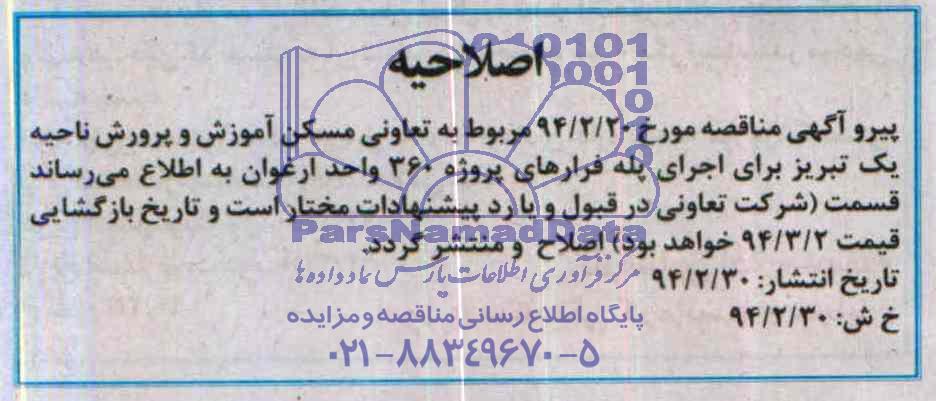 اصلاحیه
پیرو آگهی مناقصه مورخ ۹۴/۲/۲۰ مربوط به تعاونی مسکن آموزش و پرورش ناحیه
یک تبریز برای اجرای پله فرارهای پروژه ۳۶۰ واحد ارغوان به اطلاع می‌رساند
قسمت (شرکت تعاونی در قبول و یا رد پیشنهادات مختار است و تاریخ بازگشایی
قیمت ۹۴/۳/۲ خواهد بود) اصلاح و منتشر گردد.
تاریخ انتشار: ۹۴/۲/۳۰
خ ش: ۹۴/۲/۳۰
010101
0001
10
ParsNamadData
مرکز فرآوری اطلاعات پارس نماد داده ها
پایگاه اطلاع رسانی مناقصه و مزایده
۰۲۱-۸۸۳۴۹۶۷۰-۵